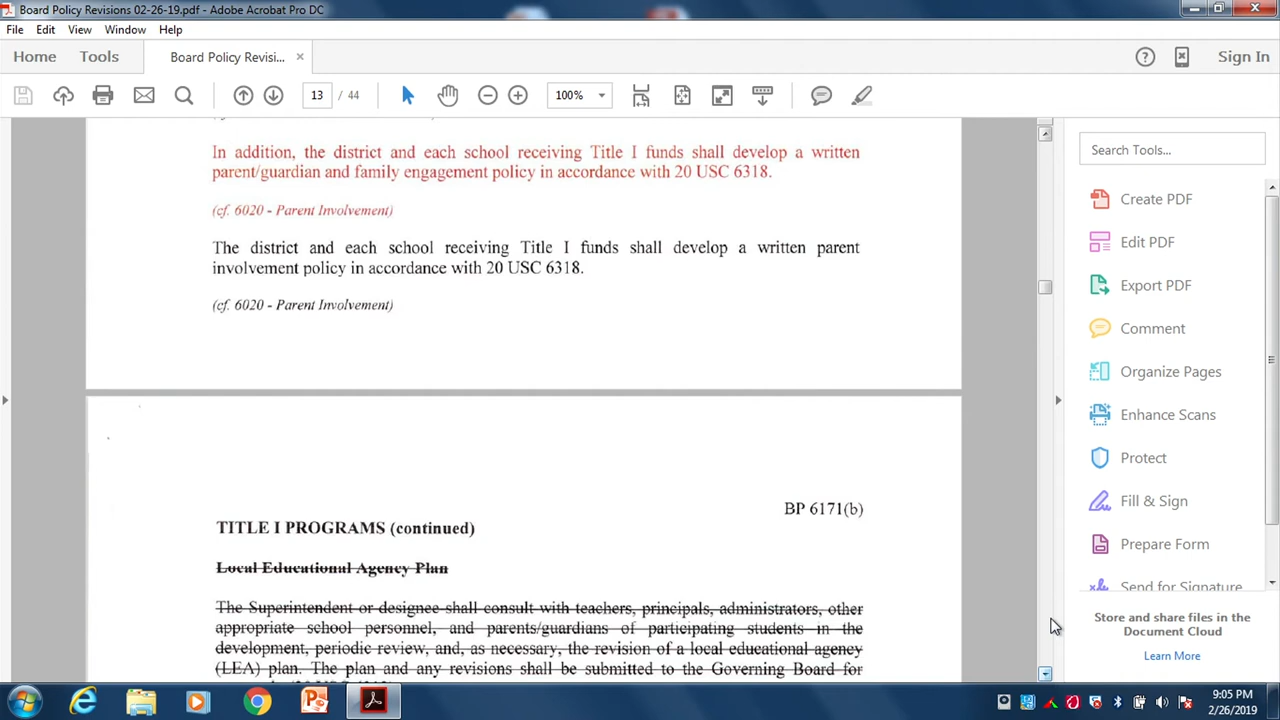 Board Policy Revisions 02-26-19.pdf - Adobe Acrobat Pro DC
File Edit View Window Help
Home Tools Board Policy Revisi... × Sign In
13 / 44 100%
In addition, the district and each school receiving Title I funds shall develop a written
parent/guardian and family engagement policy in accordance with 20 USC 6318.
(cf. 6020 - Parent Involvement)
The district and each school receiving Title I funds shall develop a written parent
involvement policy in accordance with 20 USC 6318.
(cf. 6020 - Parent Involvement)
BP 6171(b)
TITLE I PROGRAMS (continued)
Local Educational Agency Plan
The Superintendent or designee shall consult with teachers, principals, administrators, other
appropriate school personnel, and parents/guardians of participating students in the
development, periodic review, and, as necessary, the revision of a local educational agency
(LEA) plan. The plan and any revisions shall be submitted to the Governing Board for
Search Tools...
Create PDF
Edit PDF
Export PDF
Comment
Organize Pages
Enhance Scans
Protect
Fill & Sign
Prepare Form
Send for Signature
Store and share files in the
Document Cloud
Learn More
9:05 PM
2/26/2019